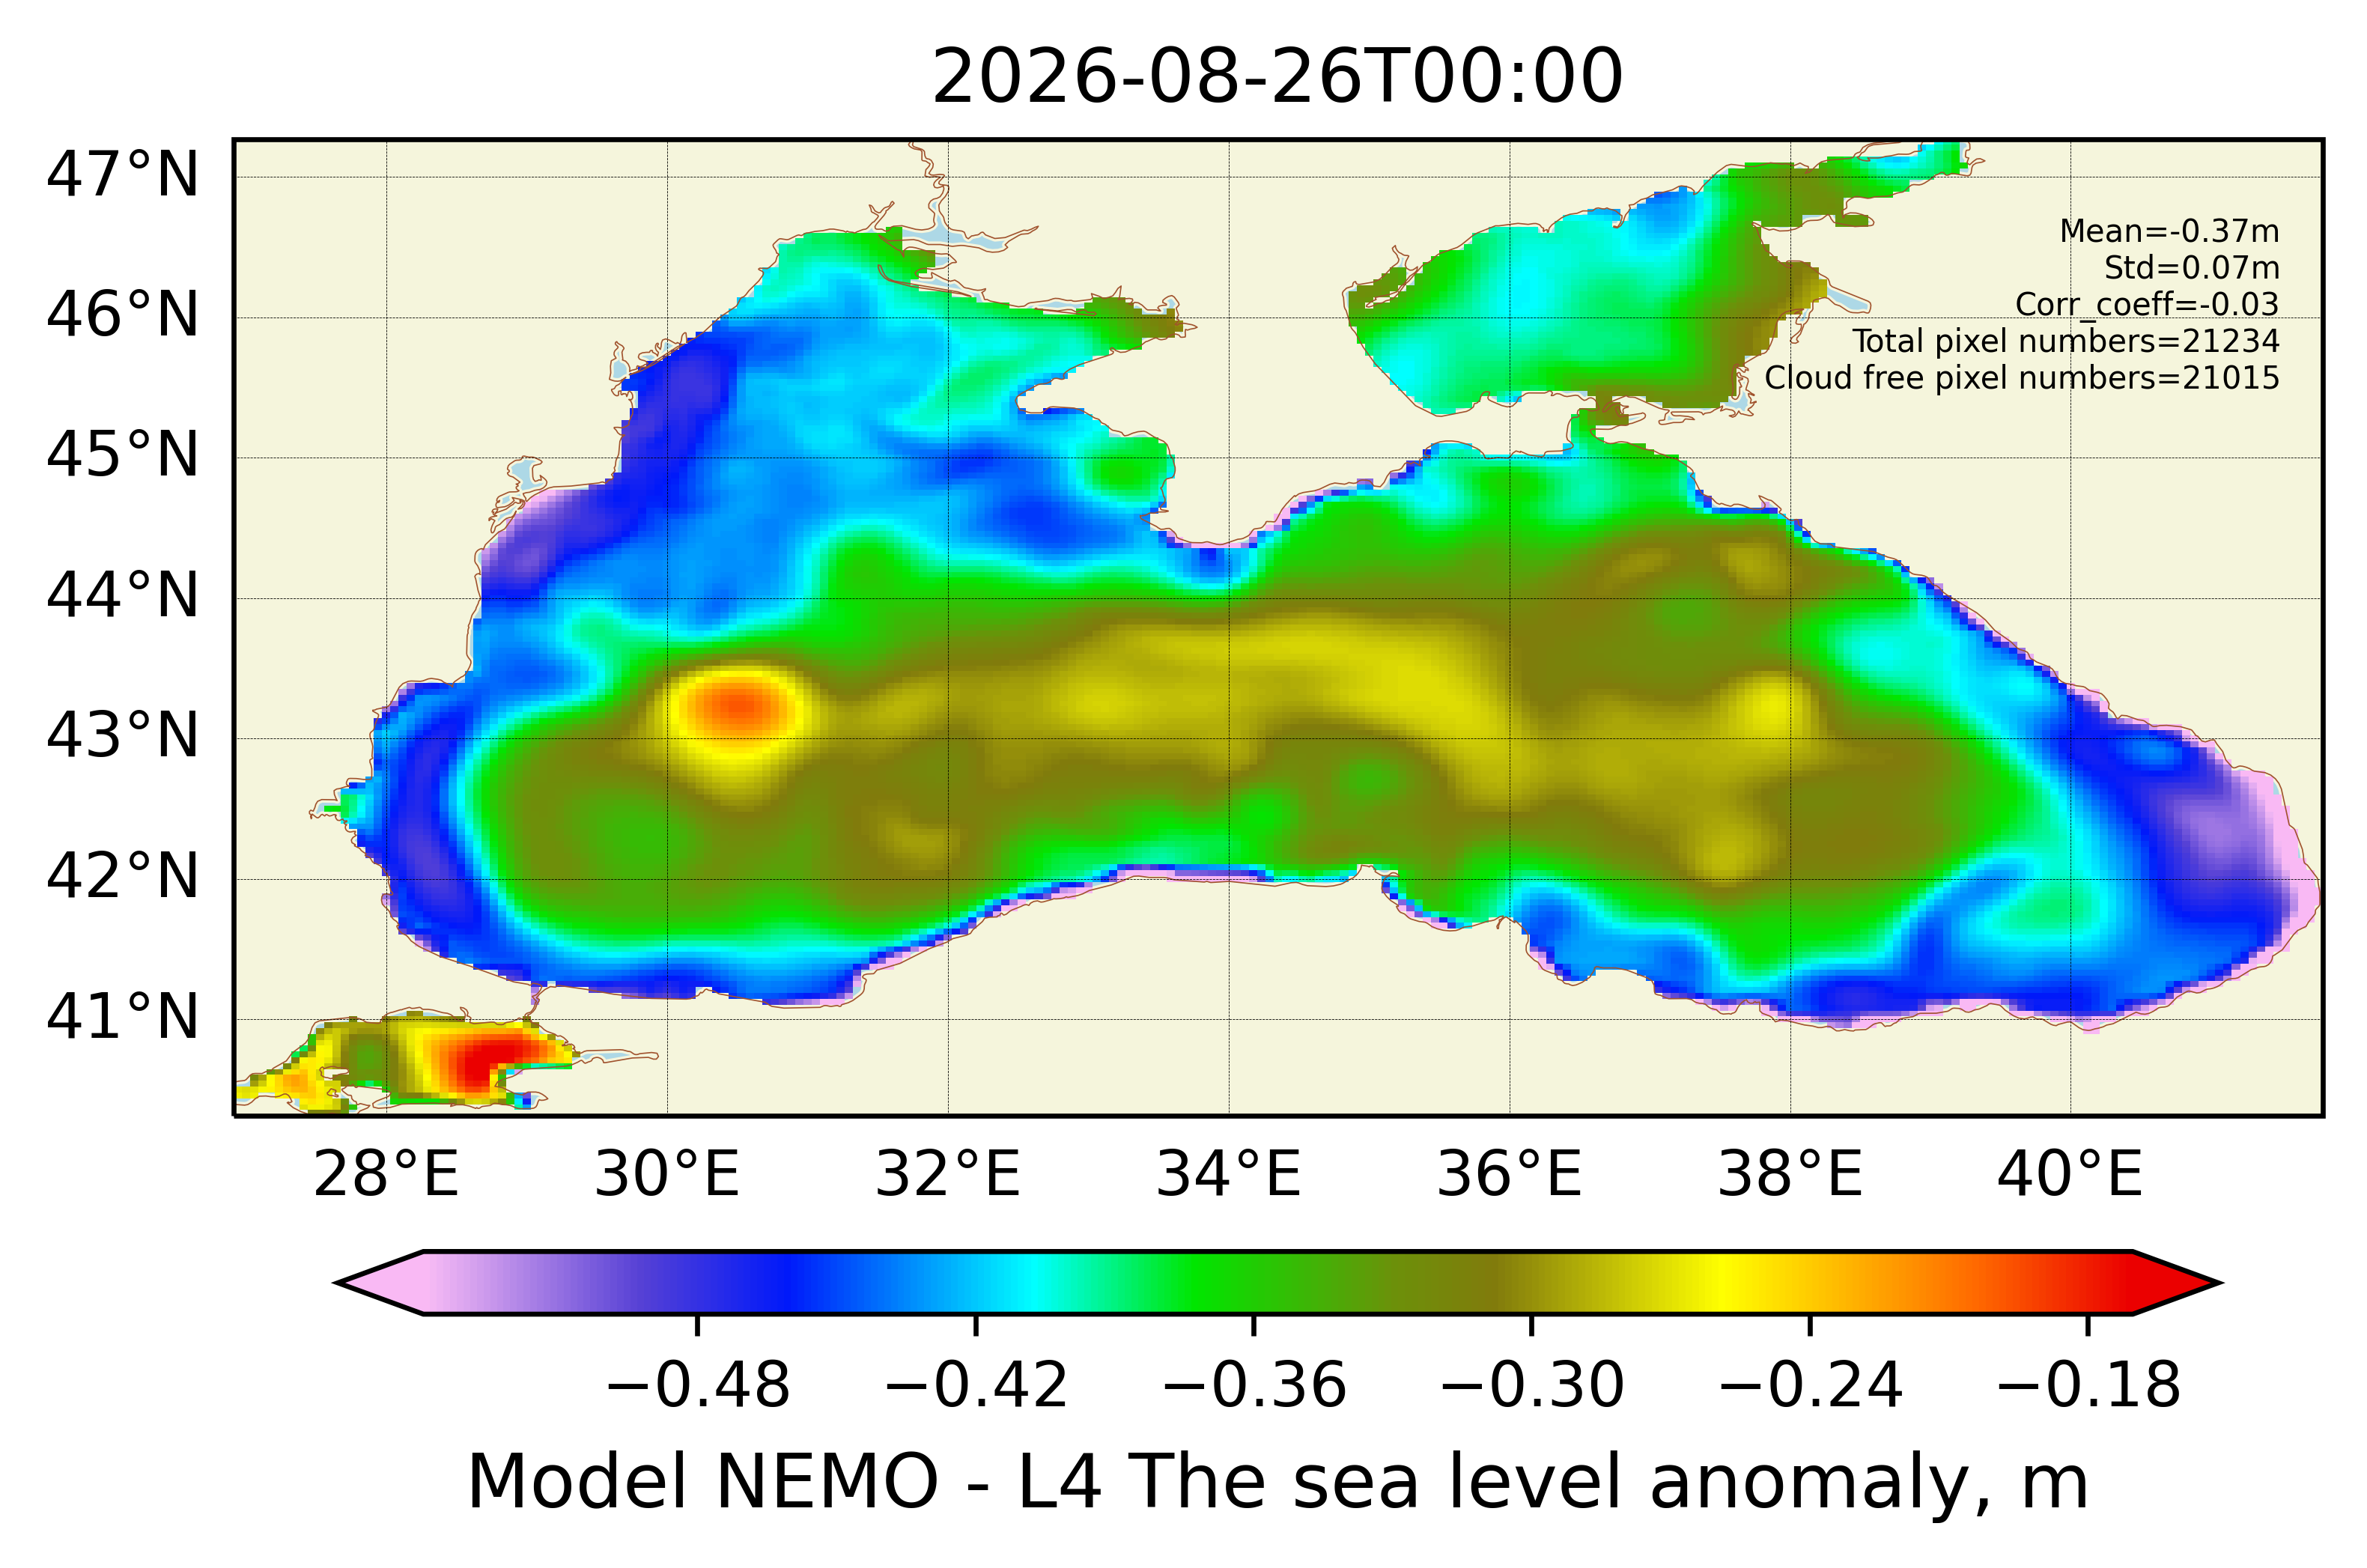 2026-08-26T00:00
47°N
46°N
45°N
44°N
43°N
42°N
41°N
Mean=-0.37m
Std=0.07m
Corr_coeff=-0.03
Total pixel numbers=21234
Cloud free pixel numbers=21015
28°E 30°E 32°E 34°E 36°E 38°E 40°E
−0.48 −0.42 −0.36 −0.30 −0.24 −0.18
Model NEMO - L4 The sea level anomaly, m